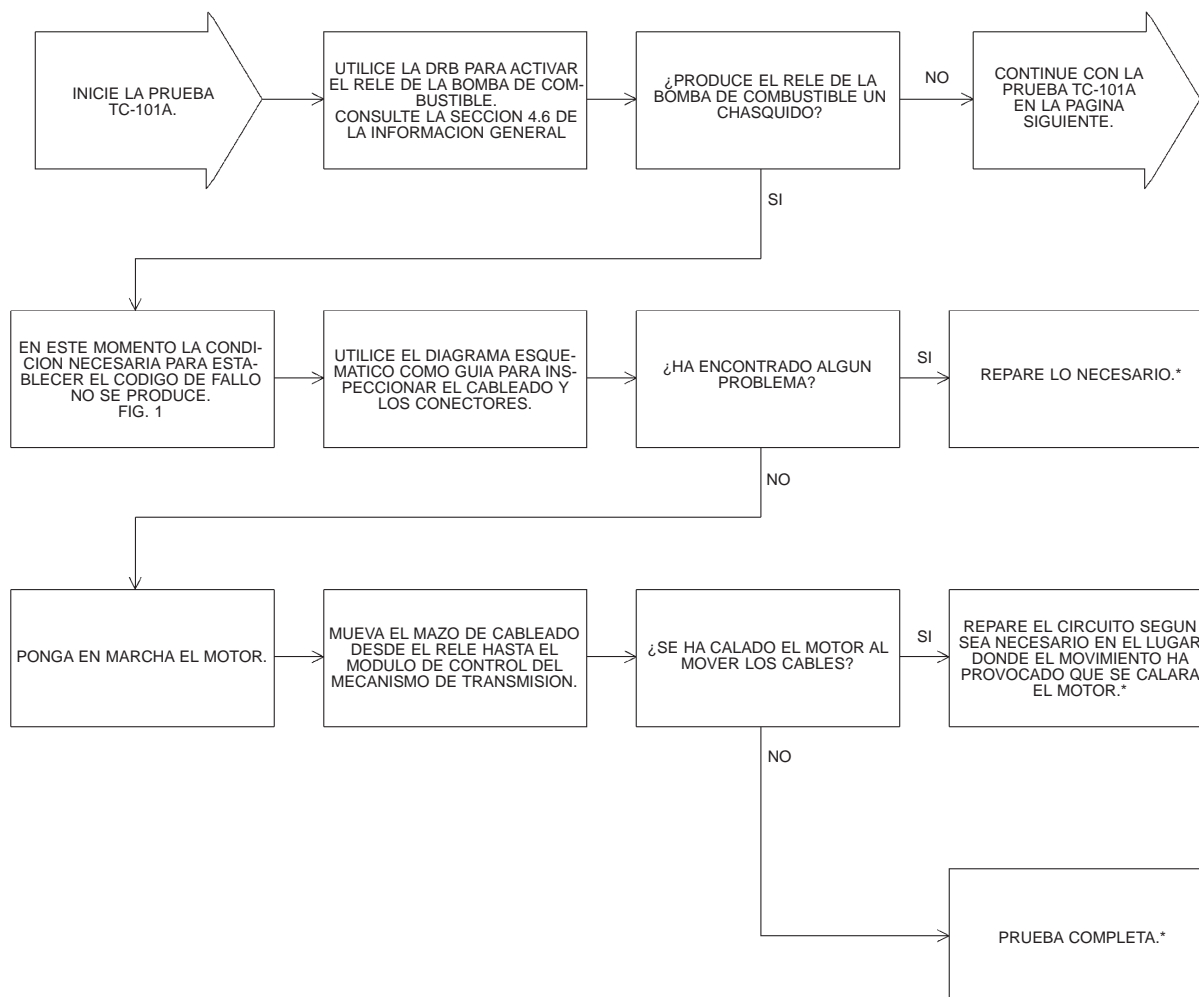 INICIE LA PRUEBA
TC-101A.
UTILICE LA DRB PARA ACTIVAR
EL RELE DE LA BOMBA DE COM-
BUSTIBLE.
CONSULTE LA SECCION 4.6 DE
LA INFORMACION GENERAL
¿PRODUCE EL RELE DE LA
BOMBA DE COMBUSTIBLE UN
CHASQUIDO?
NO
CONTINUE CON LA
PRUEBA TC-101A
EN LA PAGINA
SIGUIENTE.
SI
EN ESTE MOMENTO LA CONDI-
CION NECESARIA PARA ESTA-
BLECER EL CODIGO DE FALLO
NO SE PRODUCE.
FIG. 1
UTILICE EL DIAGRAMA ESQUE-
MATICO COMO GUIA PARA INS-
PECCIONAR EL CABLEADO Y
LOS CONECTORES.
¿HA ENCONTRADO ALGUN
PROBLEMA?
SI
REPARE LO NECESARIO.*
NO
PONGA EN MARCHA EL MOTOR.
MUEVA EL MAZO DE CABLEADO
DESDE EL RELE HASTA EL
MODULO DE CONTROL DEL
MECANISMO DE TRANSMISION.
¿SE HA CALADO EL MOTOR AL
MOVER LOS CABLES?
SI
REPARE EL CIRCUITO SEGUN
SEA NECESARIO EN EL LUGAR
DONDE EL MOVIMIENTO HA
PROVOCADO QUE SE CALARA
EL MOTOR.*
NO
PRUEBA COMPLETA.*